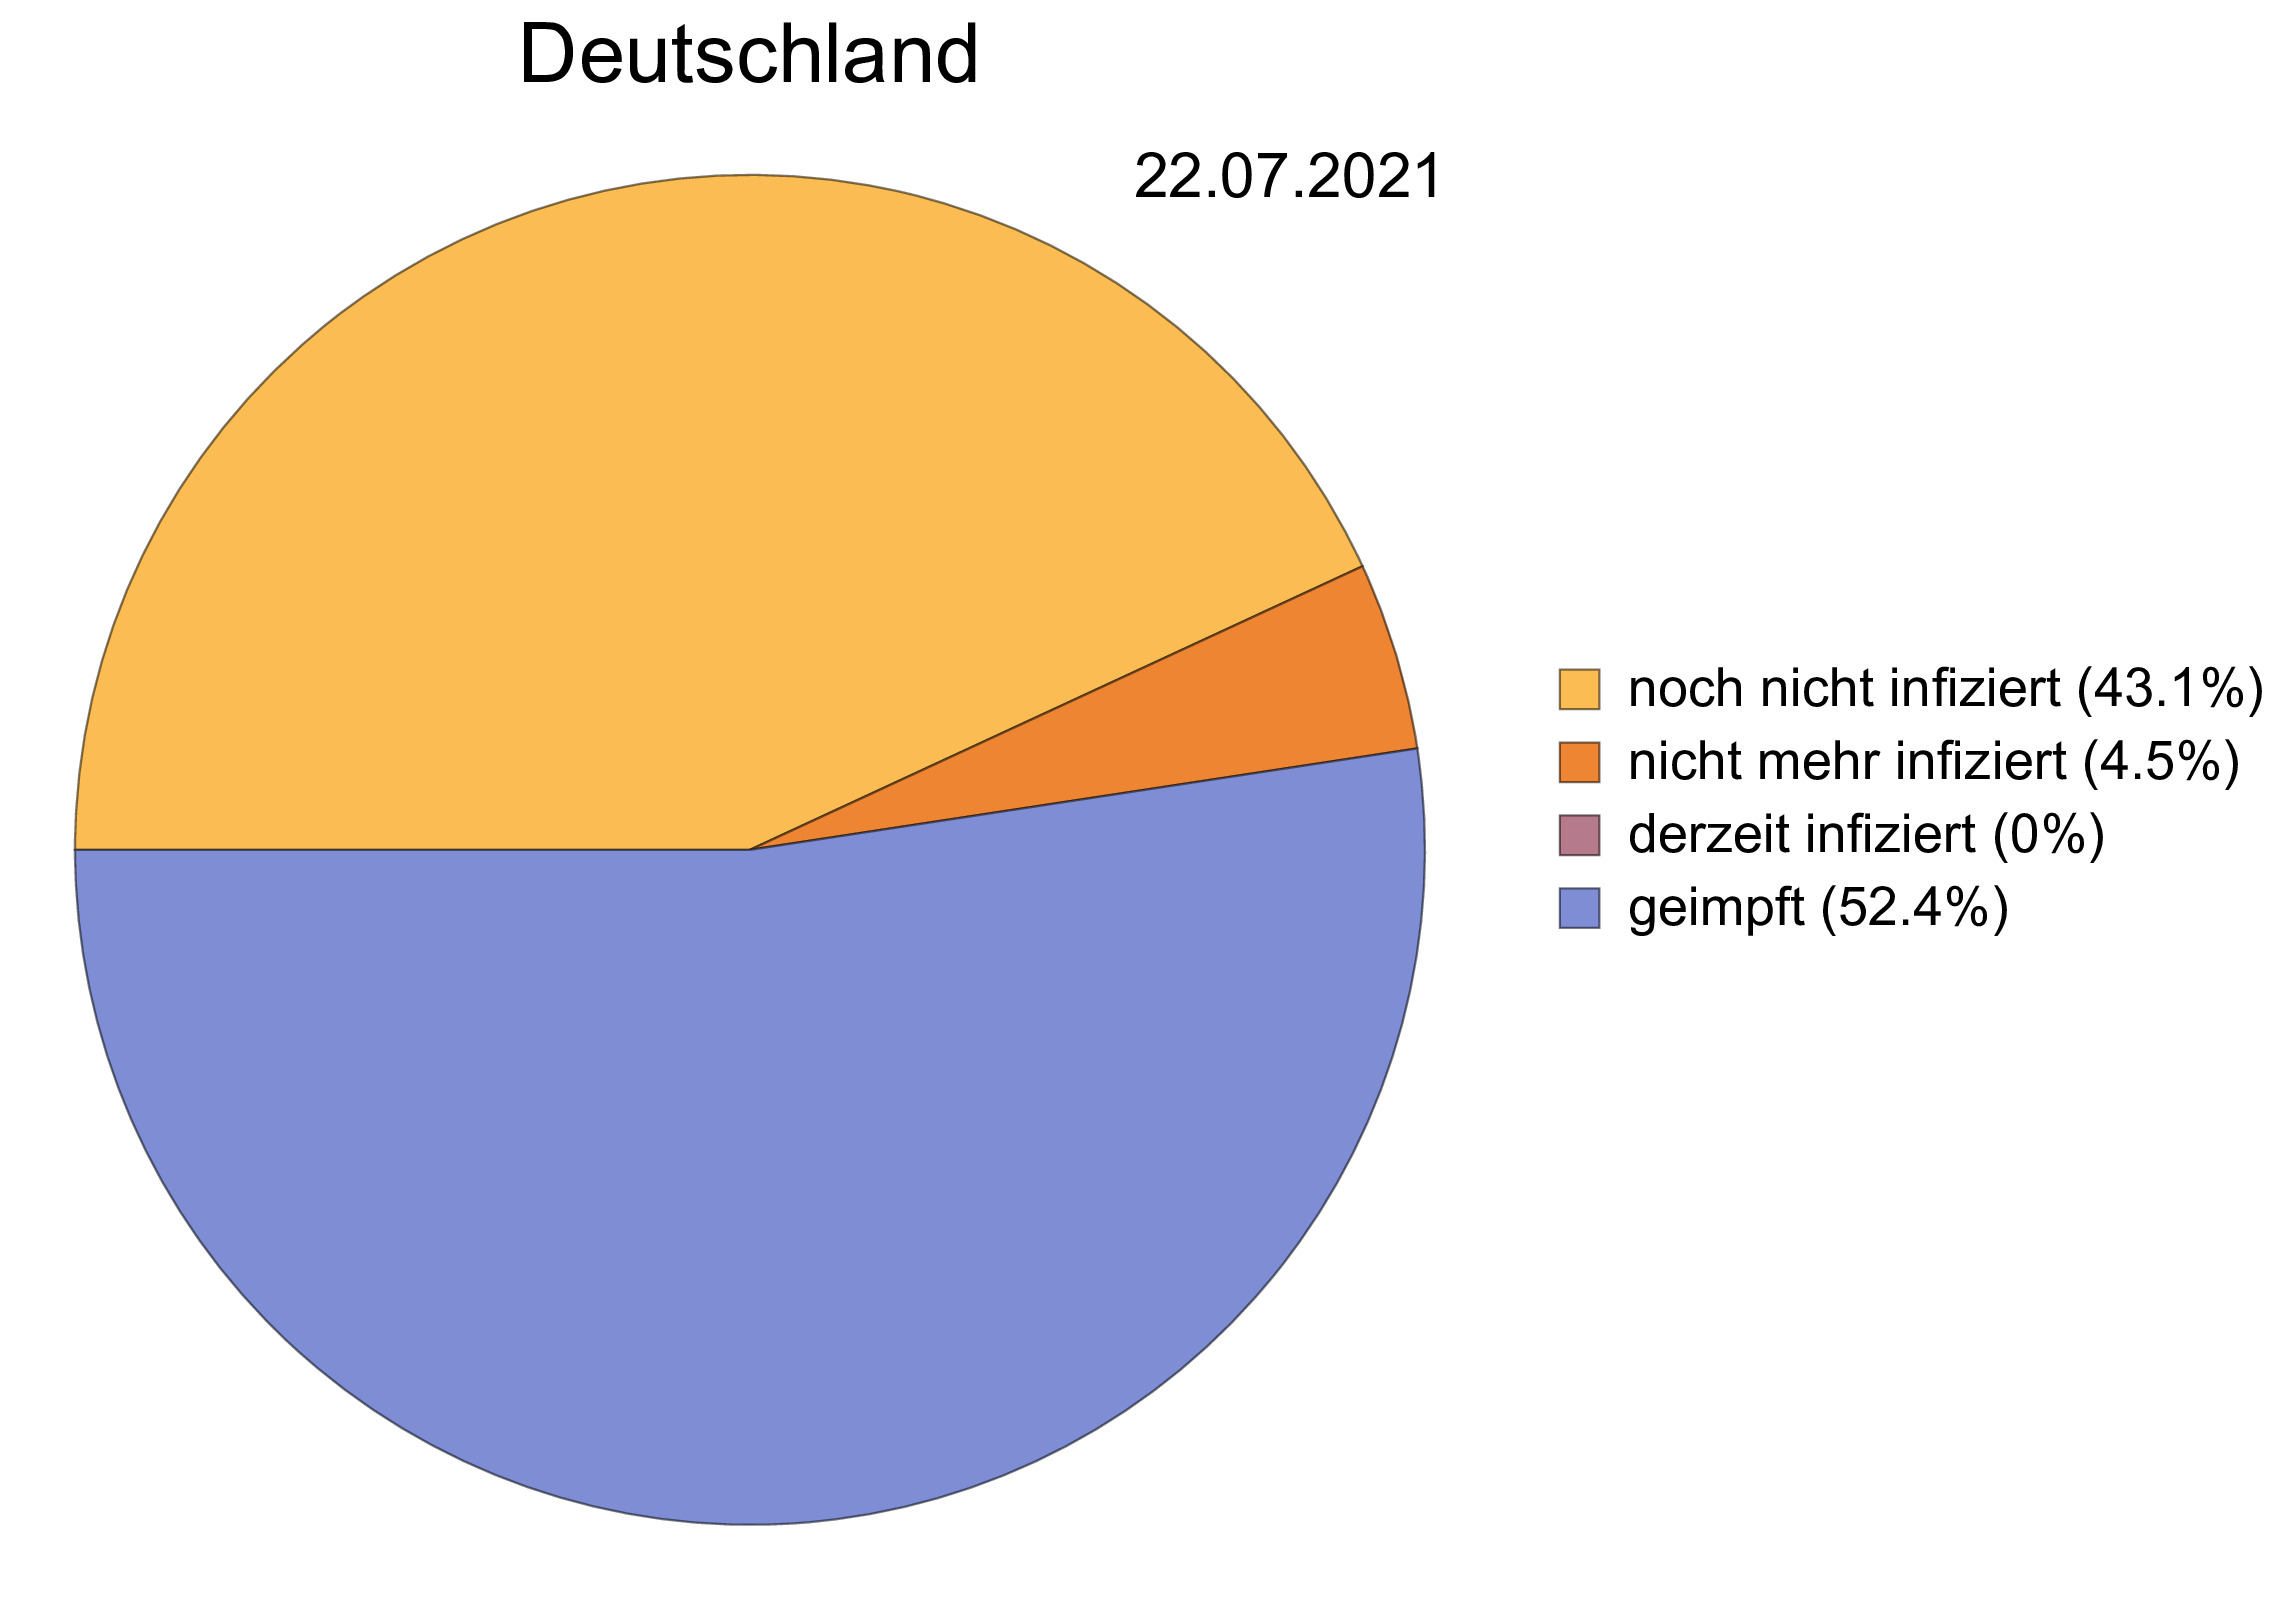 Deutschland
22.07.2021
noch nicht infiziert (43.1%)
nicht mehr infiziert (4.5%)
derzeit infiziert (0%)
geimpft (52.4%)